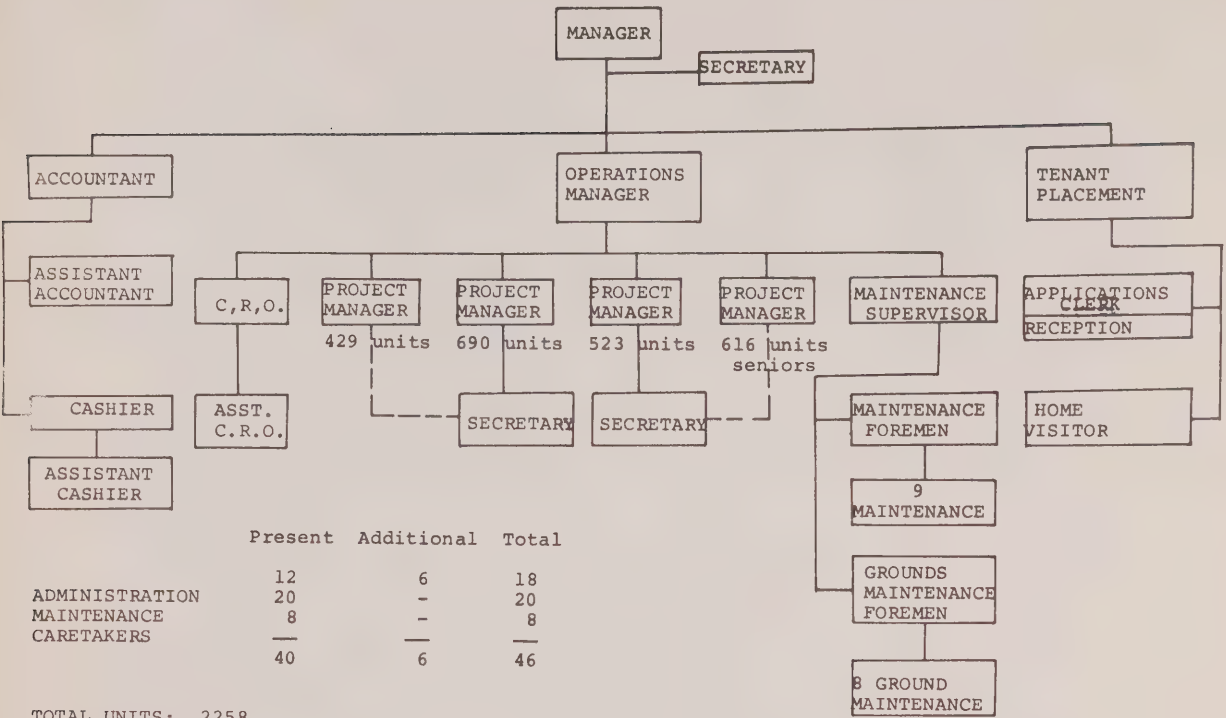 MANAGER
SECRETARY
ACCOUNTANT
OPERATIONS
MANAGER
TENANT
PLACEMENT
ASSISTANT
ACCOUNTANT
C,R,O.
PROJECT
MANAGER
429 units
PROJECT
MANAGER
690 units
PROJECT
MANAGER
523 units
PROJECT
MANAGER
616 units
seniors
MAINTENANCE
SUPERVISOR
APPLICATIONS
CLERK
RECEPTION
CASHIER
ASST.
C.R.O.
SECRETARY
SECRETARY
MAINTENANCE
FOREMEN
HOME
VISITOR
ASSISTANT
CASHIER
9
MAINTENANCE
Present Additional Total
12 6 18
ADMINISTRATION 20 - 20
MAINTENANCE 8 - 8
CARETAKERS
40 6 46
GROUNDS
MAINTENANCE
FOREMEN
8 GROUND
MAINTENANCE
TOTAL UNITS: 2258